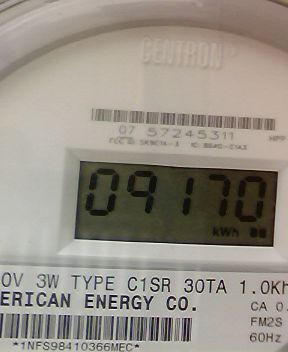 CENTRON
07 57245311
09170
kWh 88
0V 3W TYPE C1SR 30TA 1.0Kh
ERICAN ENERGY CO.
CA 0.
FM2S
60Hz
*1NFS98410366MEC*